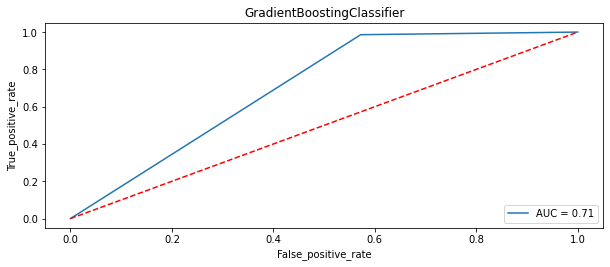 GradientBoostingClassifier
True_positive_rate
1.0
0.8
0.6
0.4
0.2
0.0
0.0 0.2 0.4 0.6 0.8 1.0
False_positive_rate
AUC = 0.71